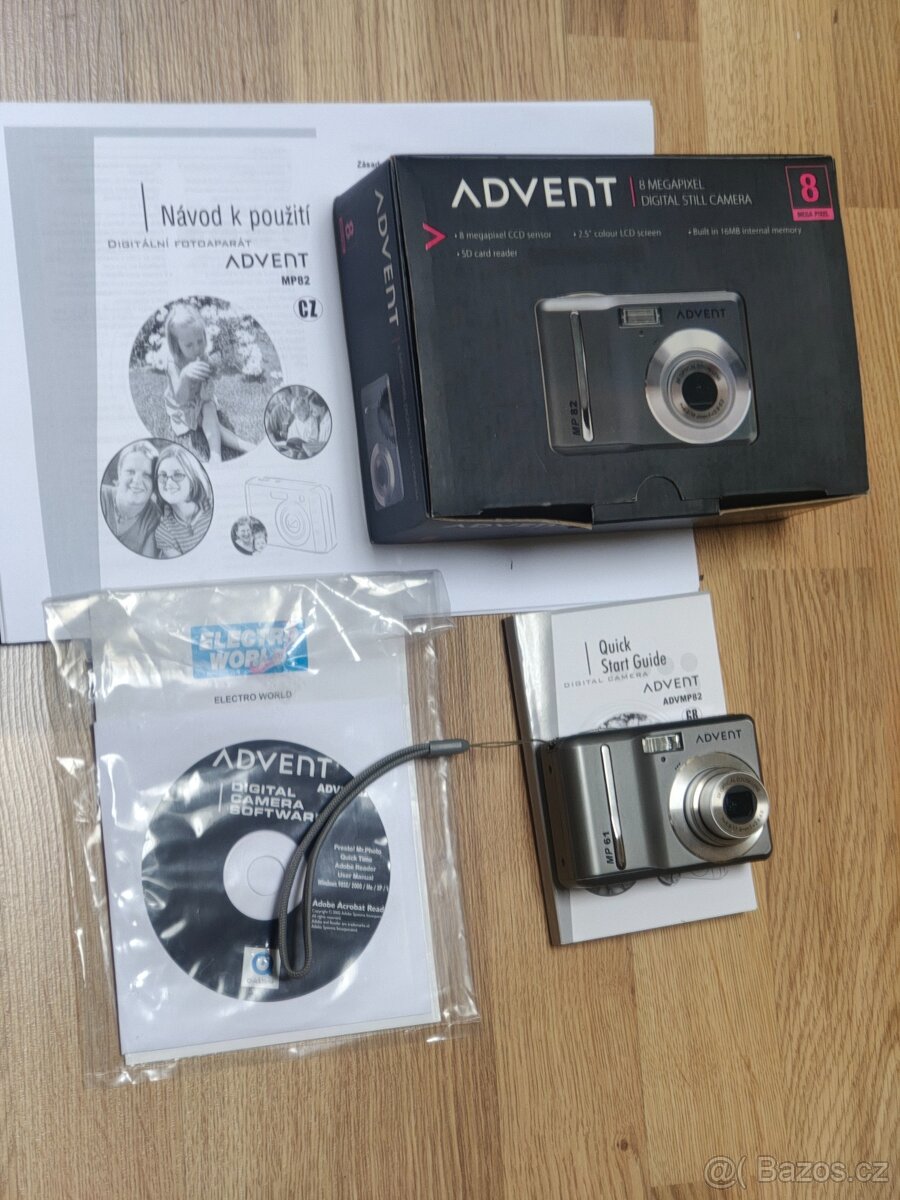 Návod k použití
DIGITÁLNÍ FOTOAPARÁT
ADVENT
MP82
CZ
ADVENT
8 MEGAPIXEL
DIGITAL STILL CAMERA
8
MEGA PIXEL
• 8 megapixel CCD sensor • 2.5" colour LCD screen • Built in 16MB internal memory
• SD card reader
ADVENT
MP 82
8
ADVENT
ELECTRO
WORLD
ELECTRO WORLD
ADVENT
DIGITAL
CAMERA
SOFTWAR
Presto! Mr.Photo
Quick Time
Adobe Reader
User Manual
Adobe Acrobat Read
Quick
Start Guide
DIGITAL CAMERA
ADVENT
ADVMP82
GB
ADVENT
MP 61
@( Bazos.cz